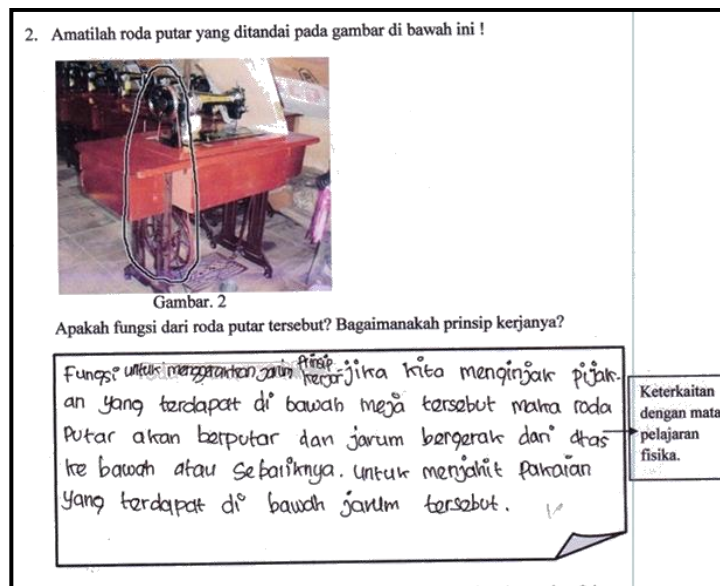 2. Amatilah roda putar yang ditandai pada gambar di bawah ini !
Gambar. 2
Apakah fungsi dari roda putar tersebut? Bagaimanakah prinsip kerjanya?
Fungsi untuk menggerakkan jarum Prinsip kerja jika kita menginjak pijak-
an yang terdapat di bawah meja tersebut maka roda
putar akan berputar dan jarum bergerak dari atas
ke bawah atau sebaliknya. untuk menjahit pakaian
yang terdapat di bawah jarum tersebut.
Keterkaitan
dengan mata
pelajaran
fisika.